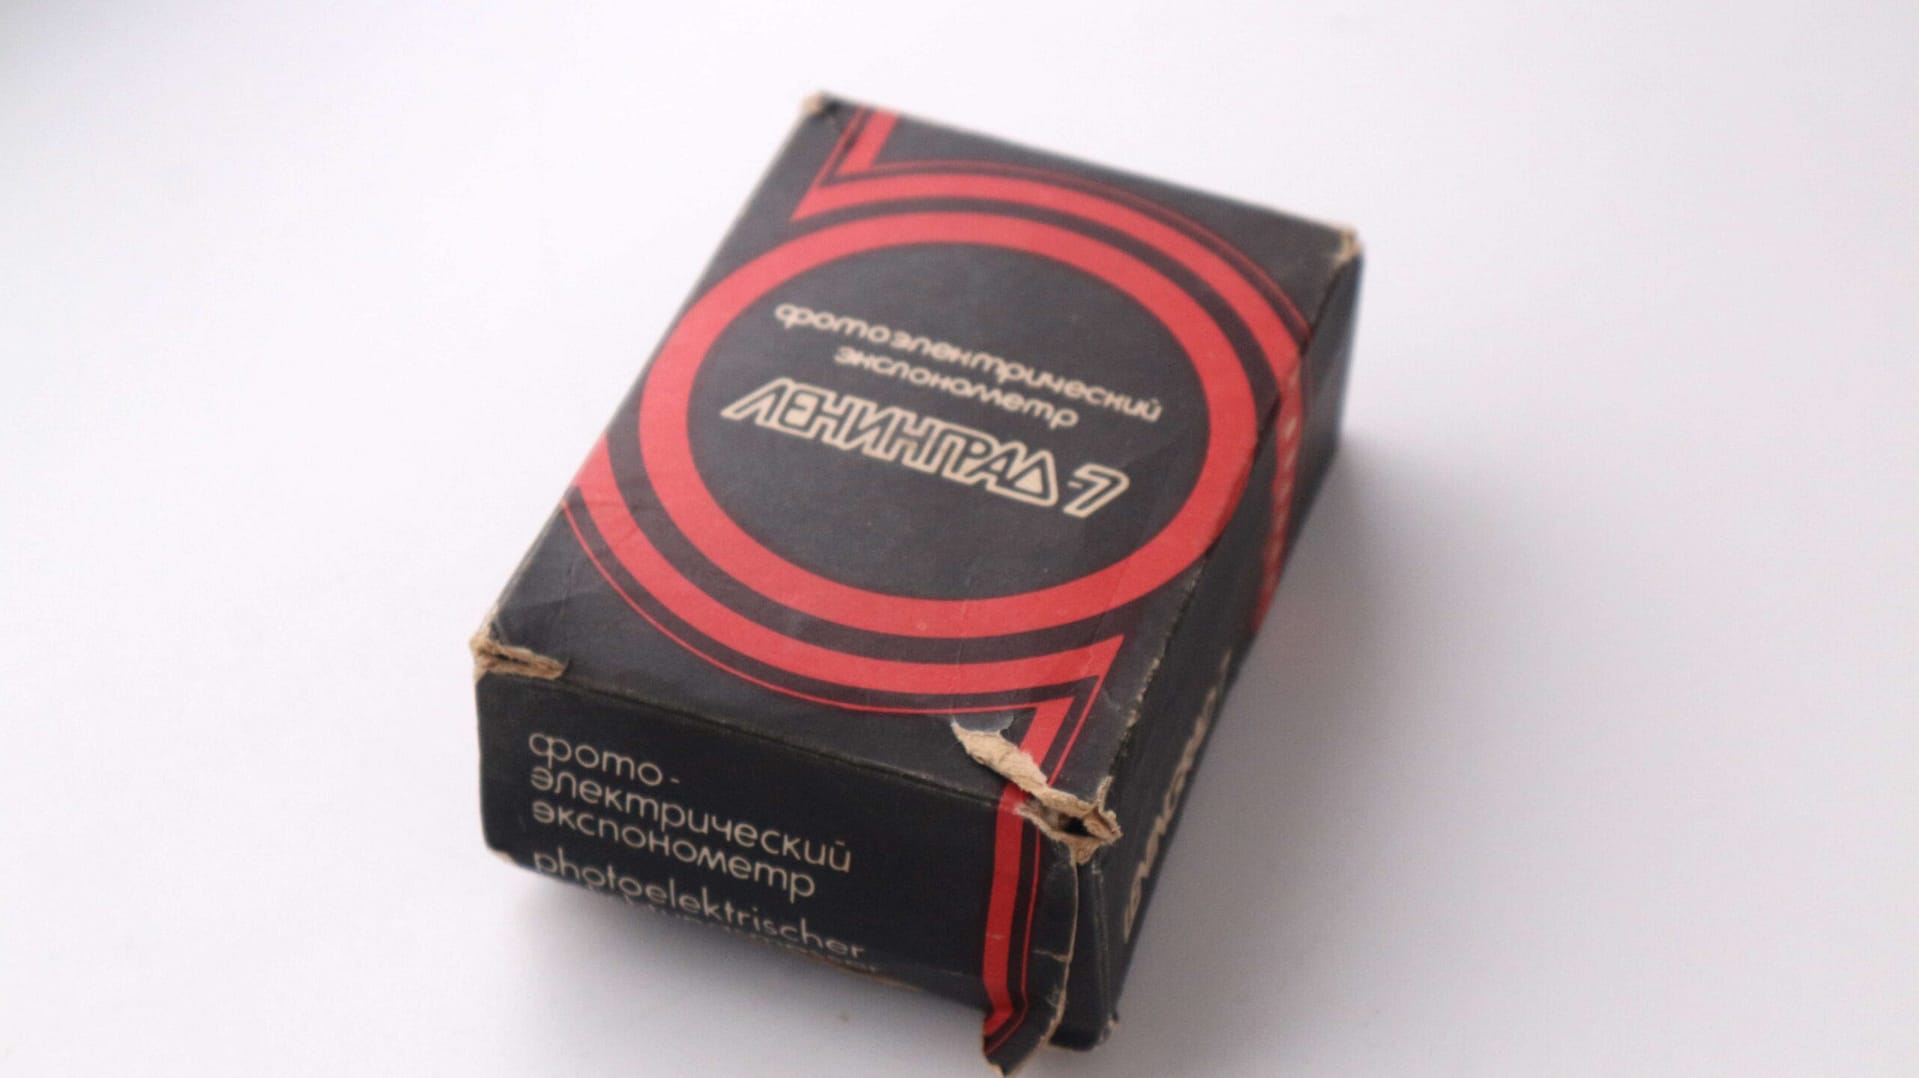 фотоэлектрический
экспонометр
ЛЕНИНГРАД-7
фото-
электрический
экспонометр
photoelektrischer